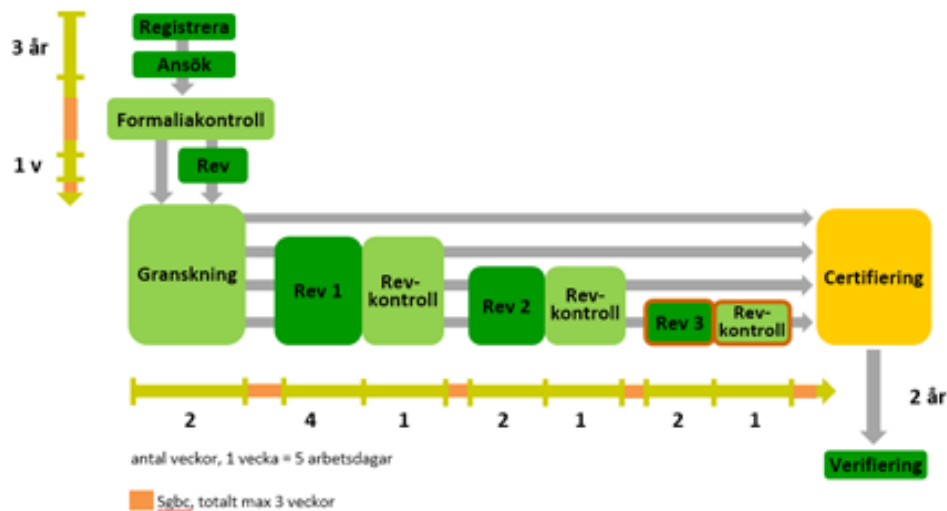 Registrera
3 år
Ansök
Formaliakontroll
1 v
Rev
Granskning
Rev 1
Rev-
kontroll
Rev 2
Rev-
kontroll
Rev 3
Rev-
kontroll
Certifiering
2
4
1
2
1
2
1
2 år
antal veckor, 1 vecka = 5 arbetsdagar
Verifiering
Sgbc, totalt max 3 veckor